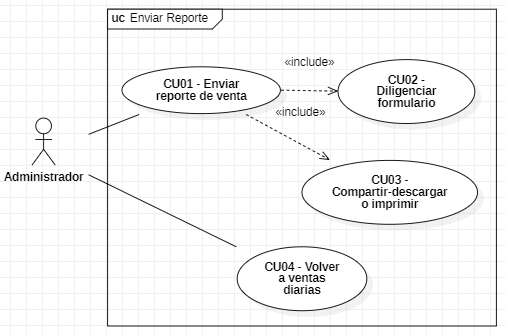 uc Enviar Reporte
«include»
CU01 - Enviar
reporte de venta
CU02 -
Diligenciar
formulario
«include»
Administrador
CU03 -
Compartir-descargar
o imprimir
CU04 - Volver
a ventas
diarias